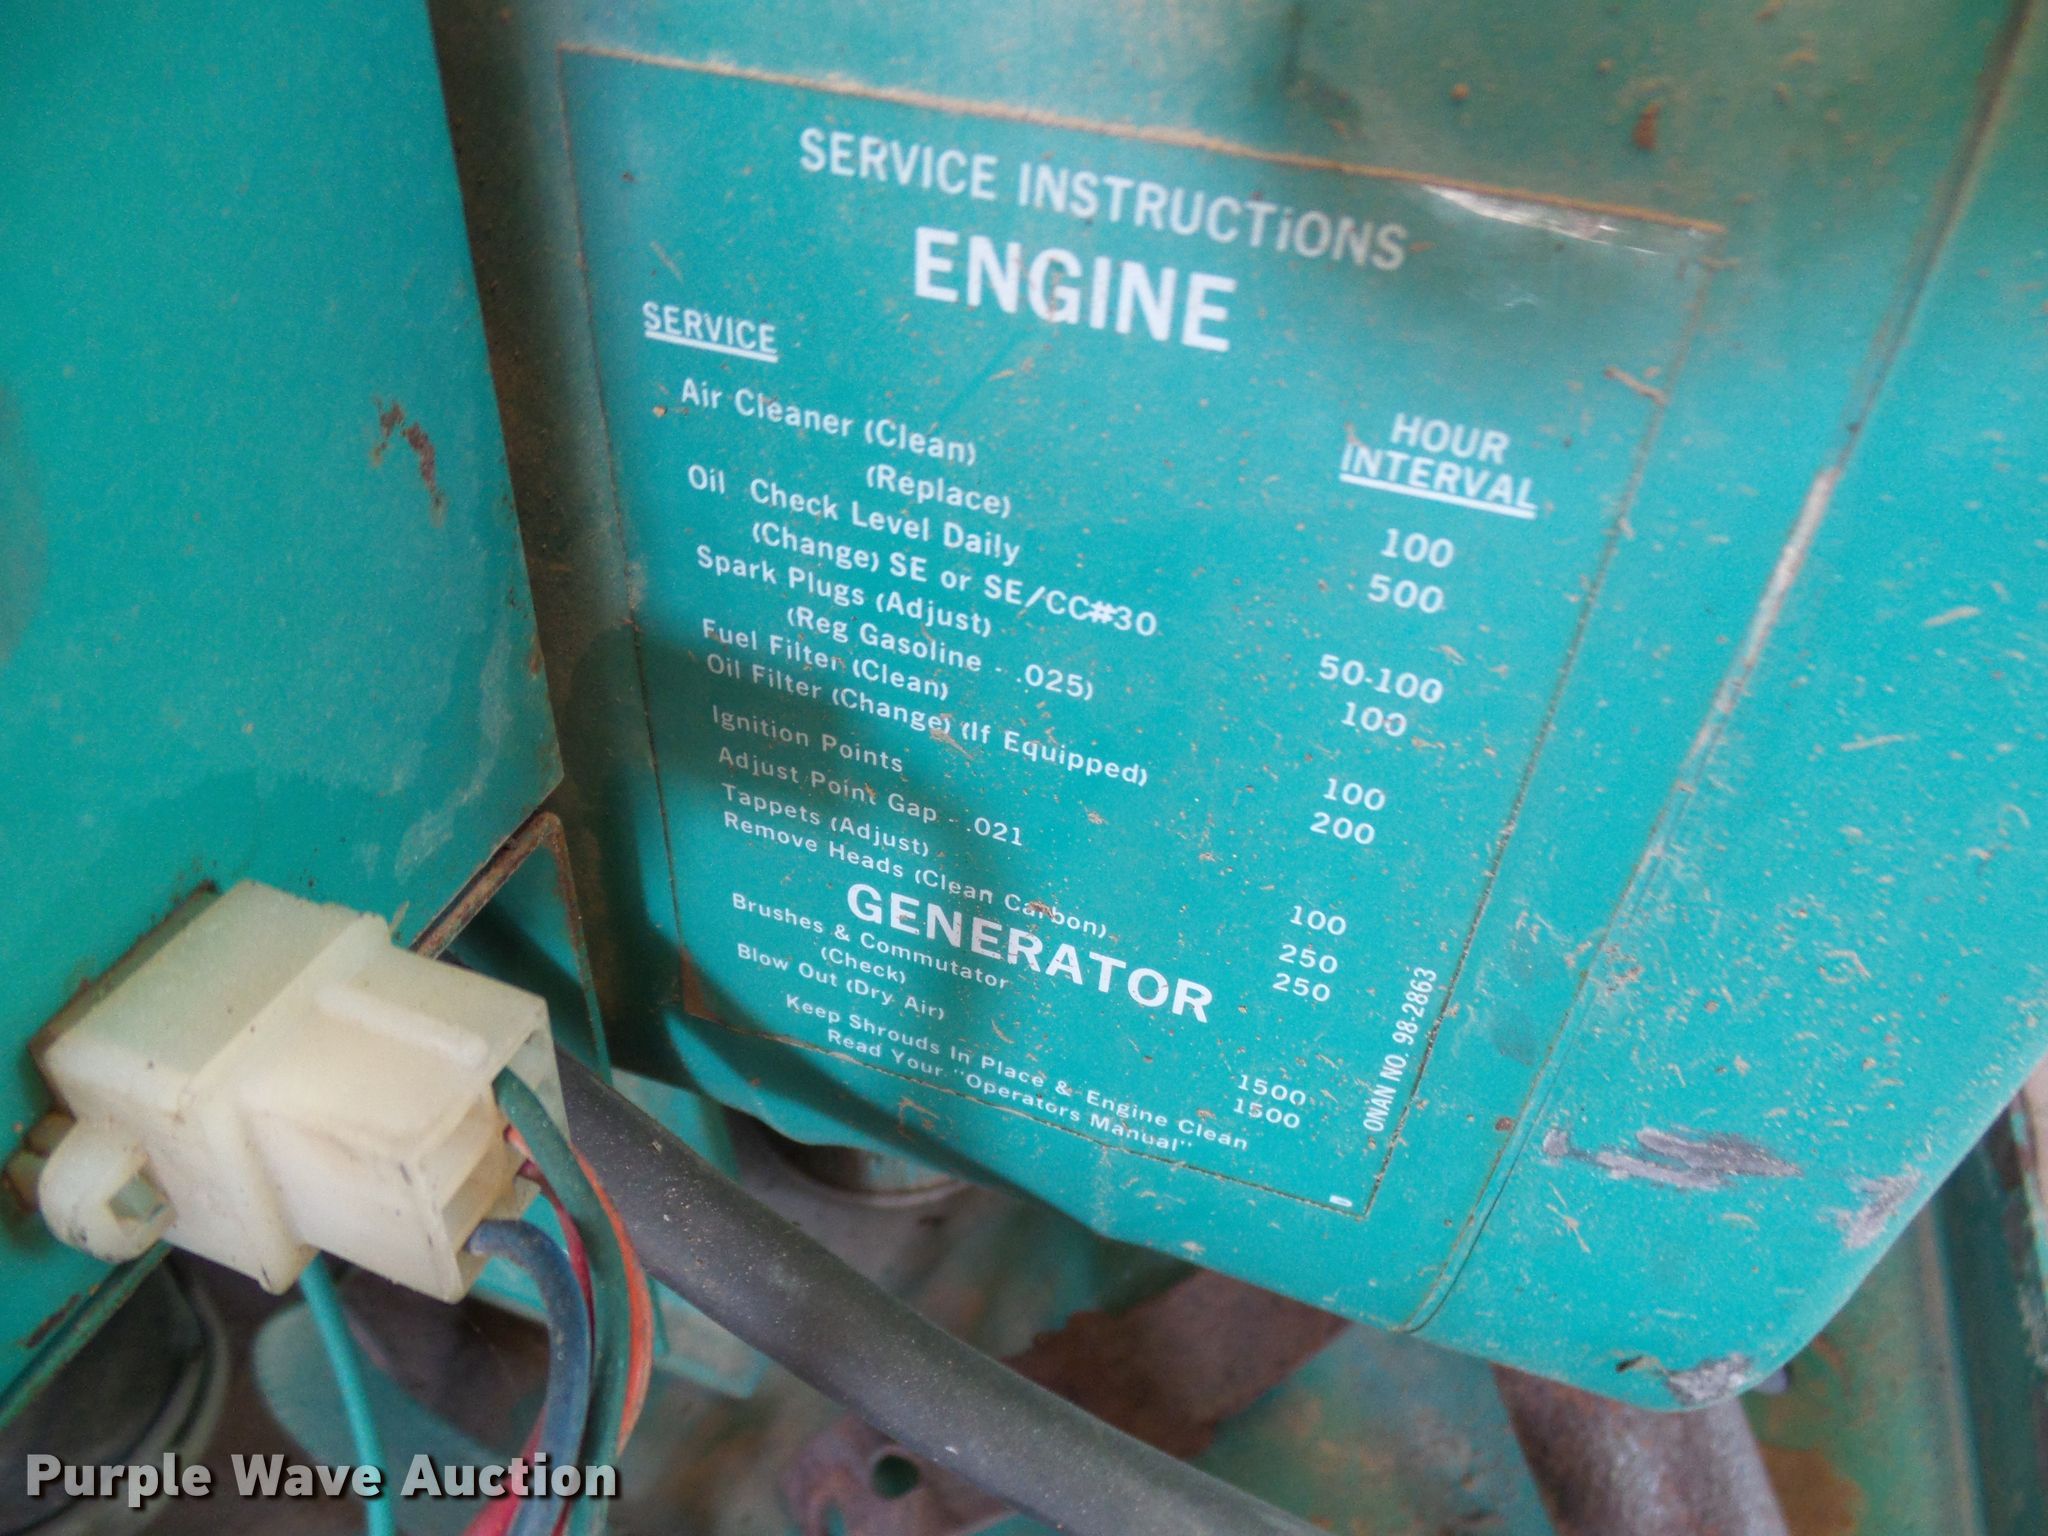 SERVICE INSTRUCTIONS
ENGINE
SERVICE
HOUR
INTERVAL
Air Cleaner (Clean) 100
(Replace) 500
Oil Check Level Daily
(Change) SE or SE/CC#30 50-100
Spark Plugs (Adjust) 100
(Reg Gasoline - .025)
Fuel Filter (Clean) 100
Oil Filter (Change) (If Equipped) 200
Ignition Points
Adjust Point Gap - .021 100
Tappets (Adjust) 250
Remove Heads (Clean Carbon) 250
GENERATOR
Brushes & Commutator
(Check) 1500
Blow Out (Dry Air) 1500
Keep Shrouds In Place & Engine Clean
Read Your "Operators Manual"
ONAN NO. 98-2863
D
Purple Wave Auction